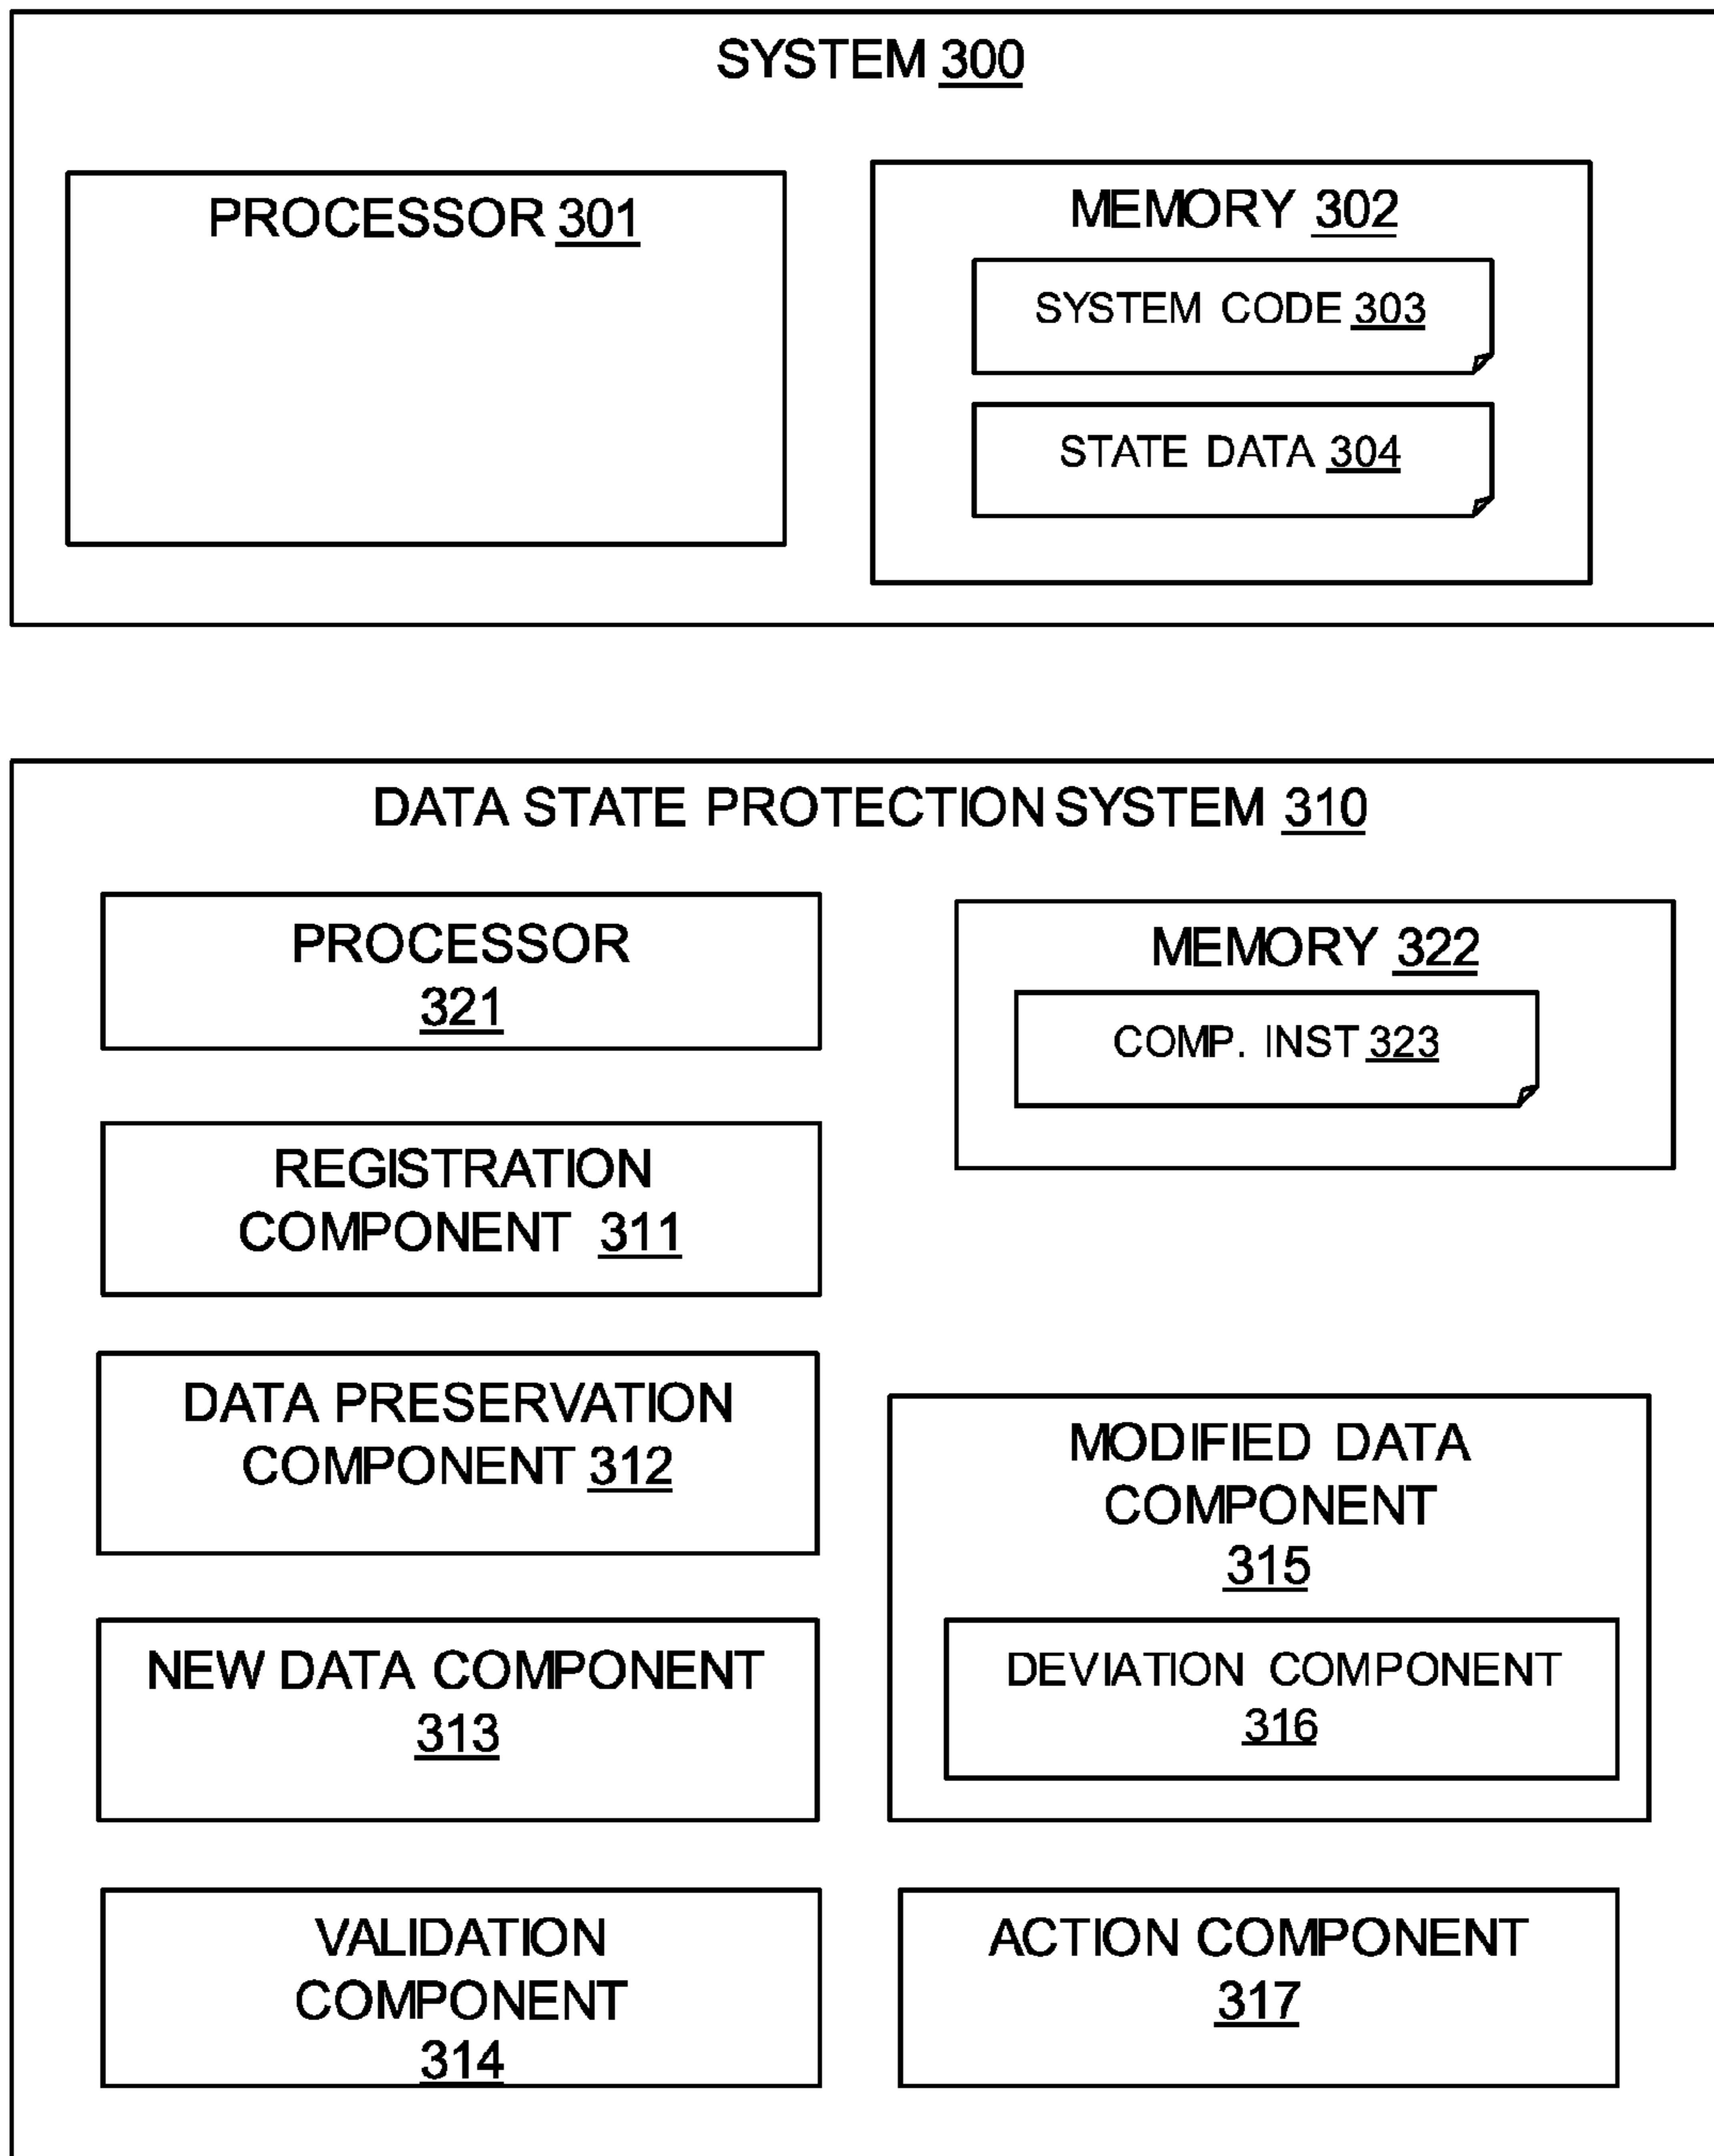 SYSTEM 300
PROCESSOR 301
MEMORY 302
SYSTEM CODE 303
STATE DATA 304
DATA STATE PROTECTION SYSTEM 310
PROCESSOR
321
MEMORY 322
COMP. INST 323
REGISTRATION
COMPONENT 311
DATA PRESERVATION
COMPONENT 312
MODIFIED DATA
COMPONENT
315
NEW DATA COMPONENT
313
DEVIATION COMPONENT
316
VALIDATION
COMPONENT
314
ACTION COMPONENT
317